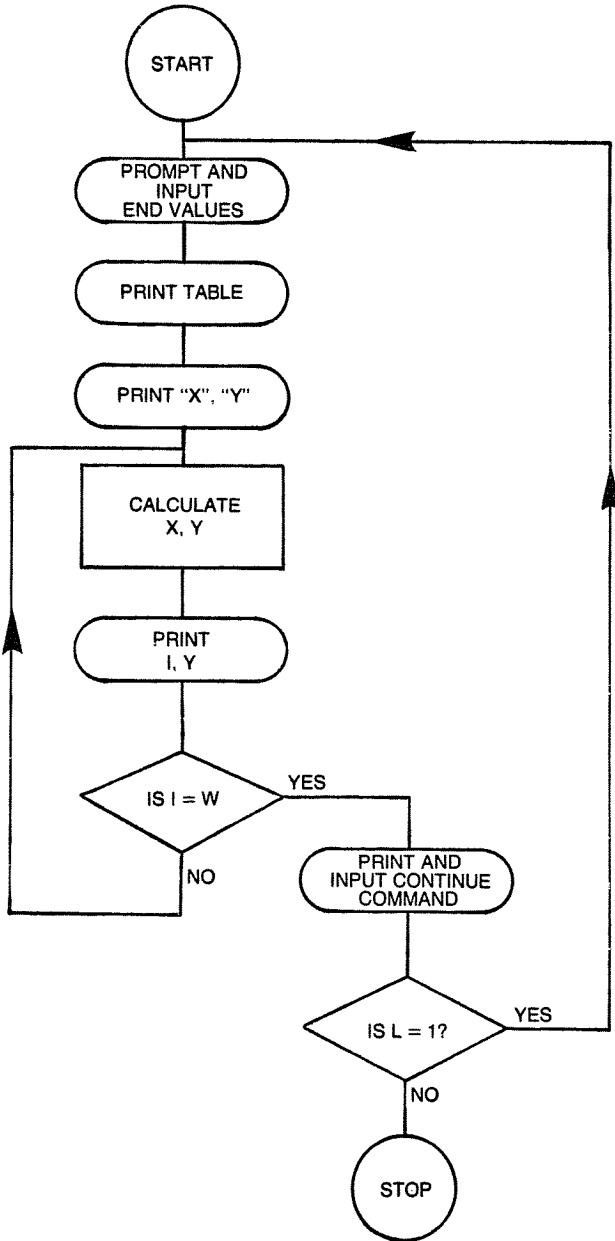 START
PROMPT AND
INPUT
END VALUES
PRINT TABLE
PRINT “X”, “Y”
CALCULATE
X, Y
PRINT
I, Y
IS I = W
YES
NO
PRINT AND
INPUT CONTINUE
COMMAND
IS L = 1?
YES
NO
STOP